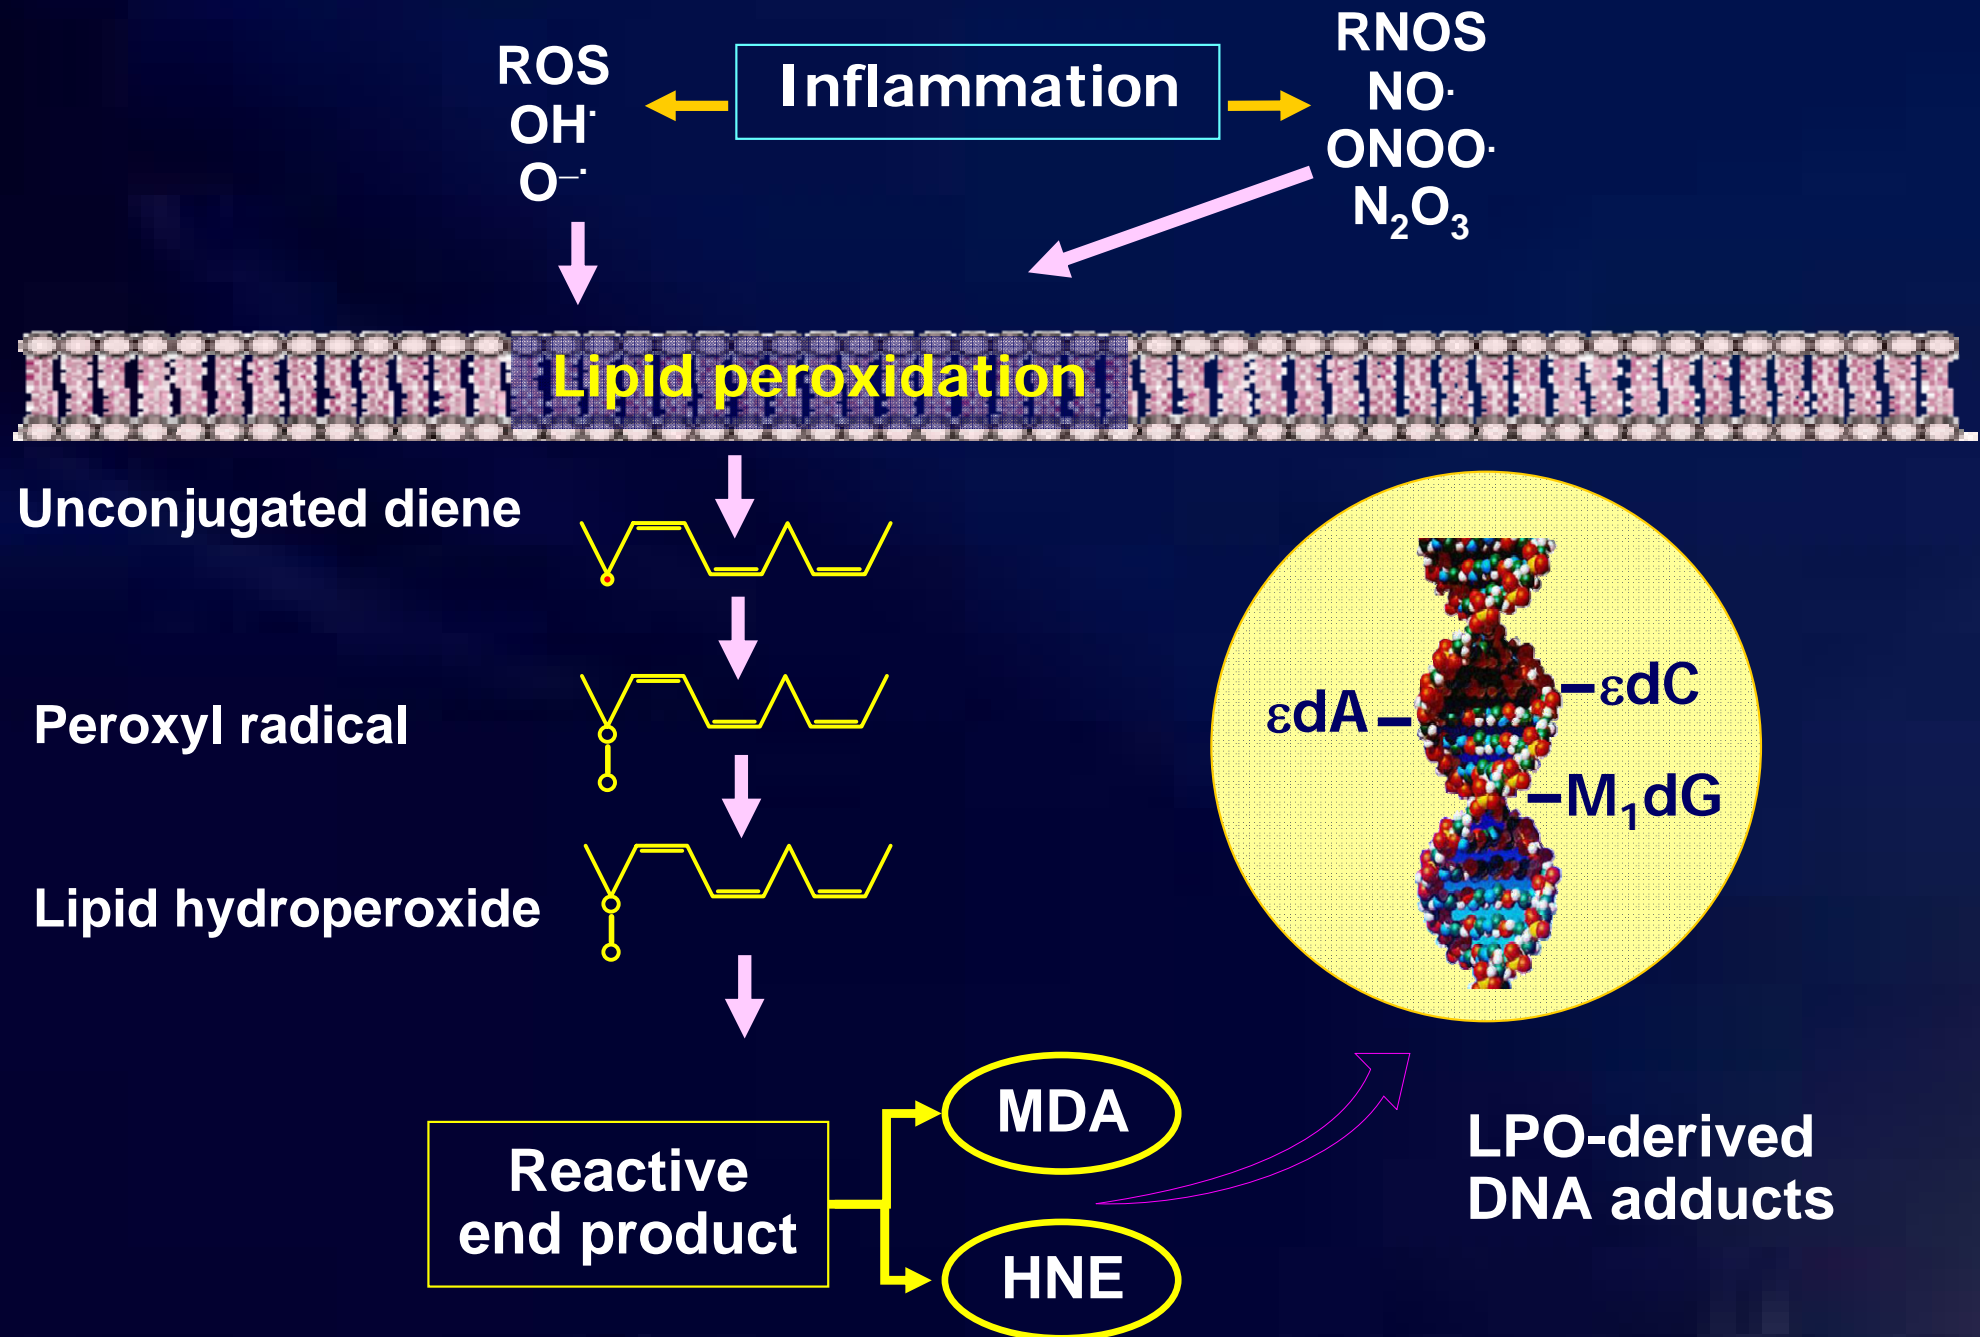 ROS
OH·
O–·
Inflammation
RNOS
NO·
ONOO·
N₂O₃
Lipid peroxidation
Unconjugated diene
Peroxyl radical
Lipid hydroperoxide
εdA
εdC
M₁dG
Reactive
end product
MDA
HNE
LPO-derived
DNA adducts